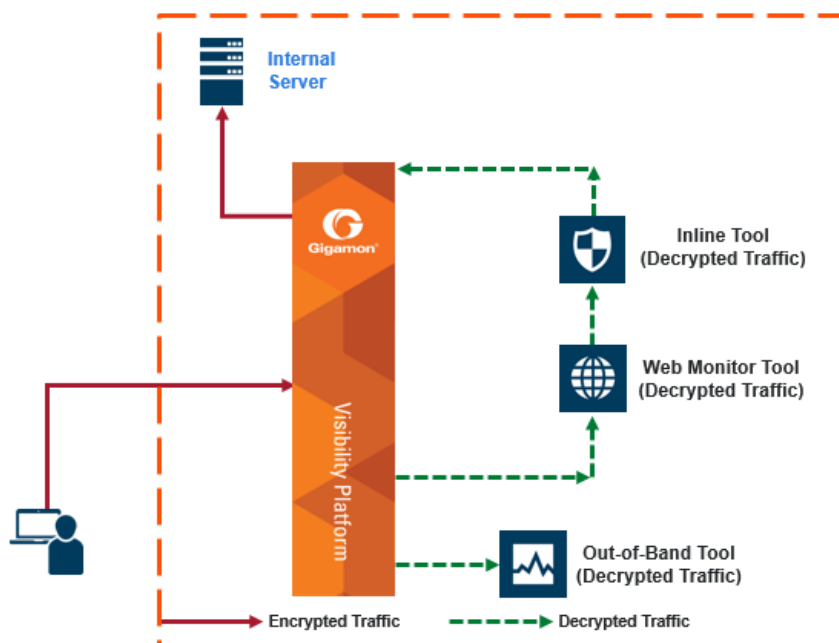 Internal
Server
Gigamon®
Inline Tool
(Decrypted Traffic)
Web Monitor Tool
(Decrypted Traffic)
Visibility Platform
Out-of-Band Tool
(Decrypted Traffic)
Encrypted Traffic
Decrypted Traffic